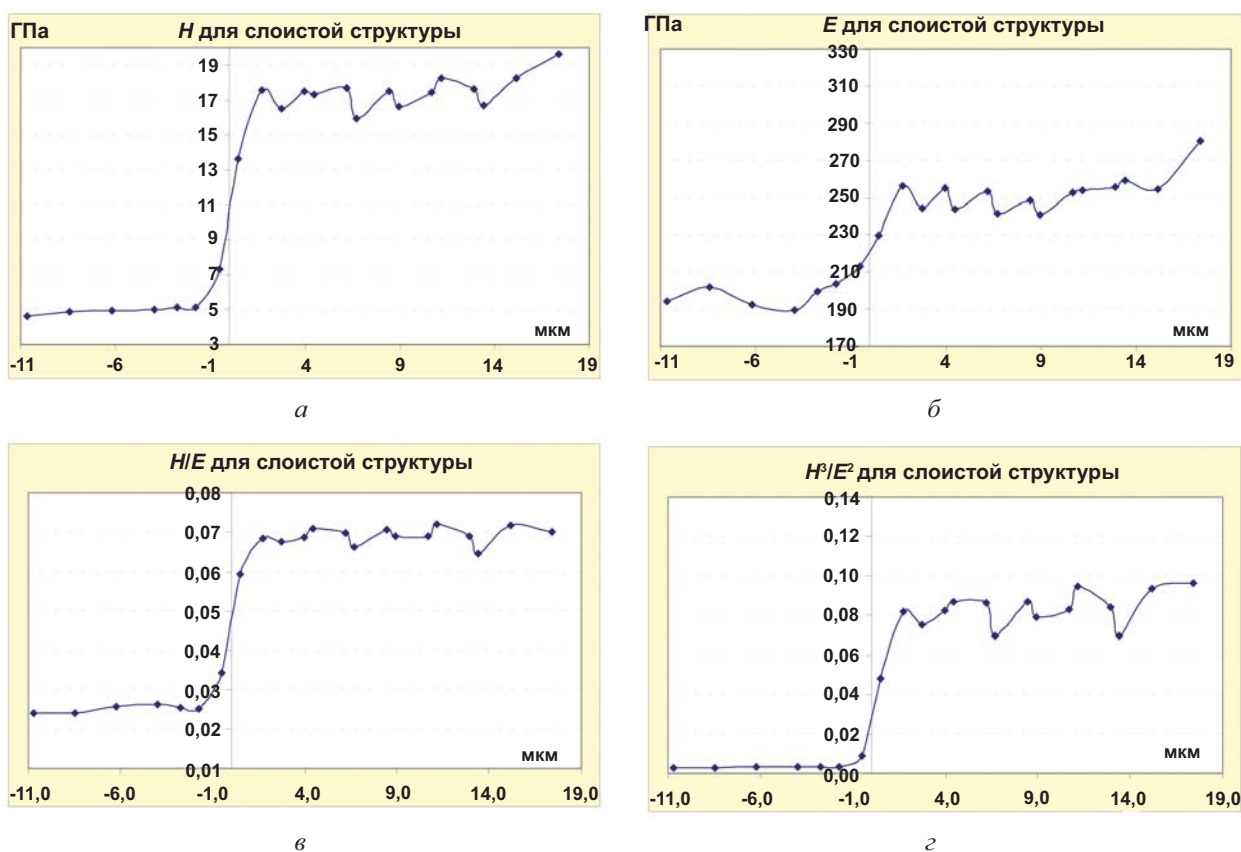 ГПа
H для слоистой структуры
19
17
15
13
11
9
7
5
3
мкм
-11 -6 -1 4 9 14 19
а
ГПа
E для слоистой структуры
330
310
290
270
250
230
210
190
170
мкм
-11 -6 -1 4 9 14 19
б
H/E для слоистой структуры
0,08
0,07
0,06
0,05
0,04
0,03
0,02
0,01
мкм
-11,0 -6,0 -1,0 4,0 9,0 14,0 19,0
в
H³/E² для слоистой структуры
0,14
0,12
0,10
0,08
0,06
0,04
0,02
0,00
мкм
-11,0 -6,0 -1,0 4,0 9,0 14,0 19,0
г